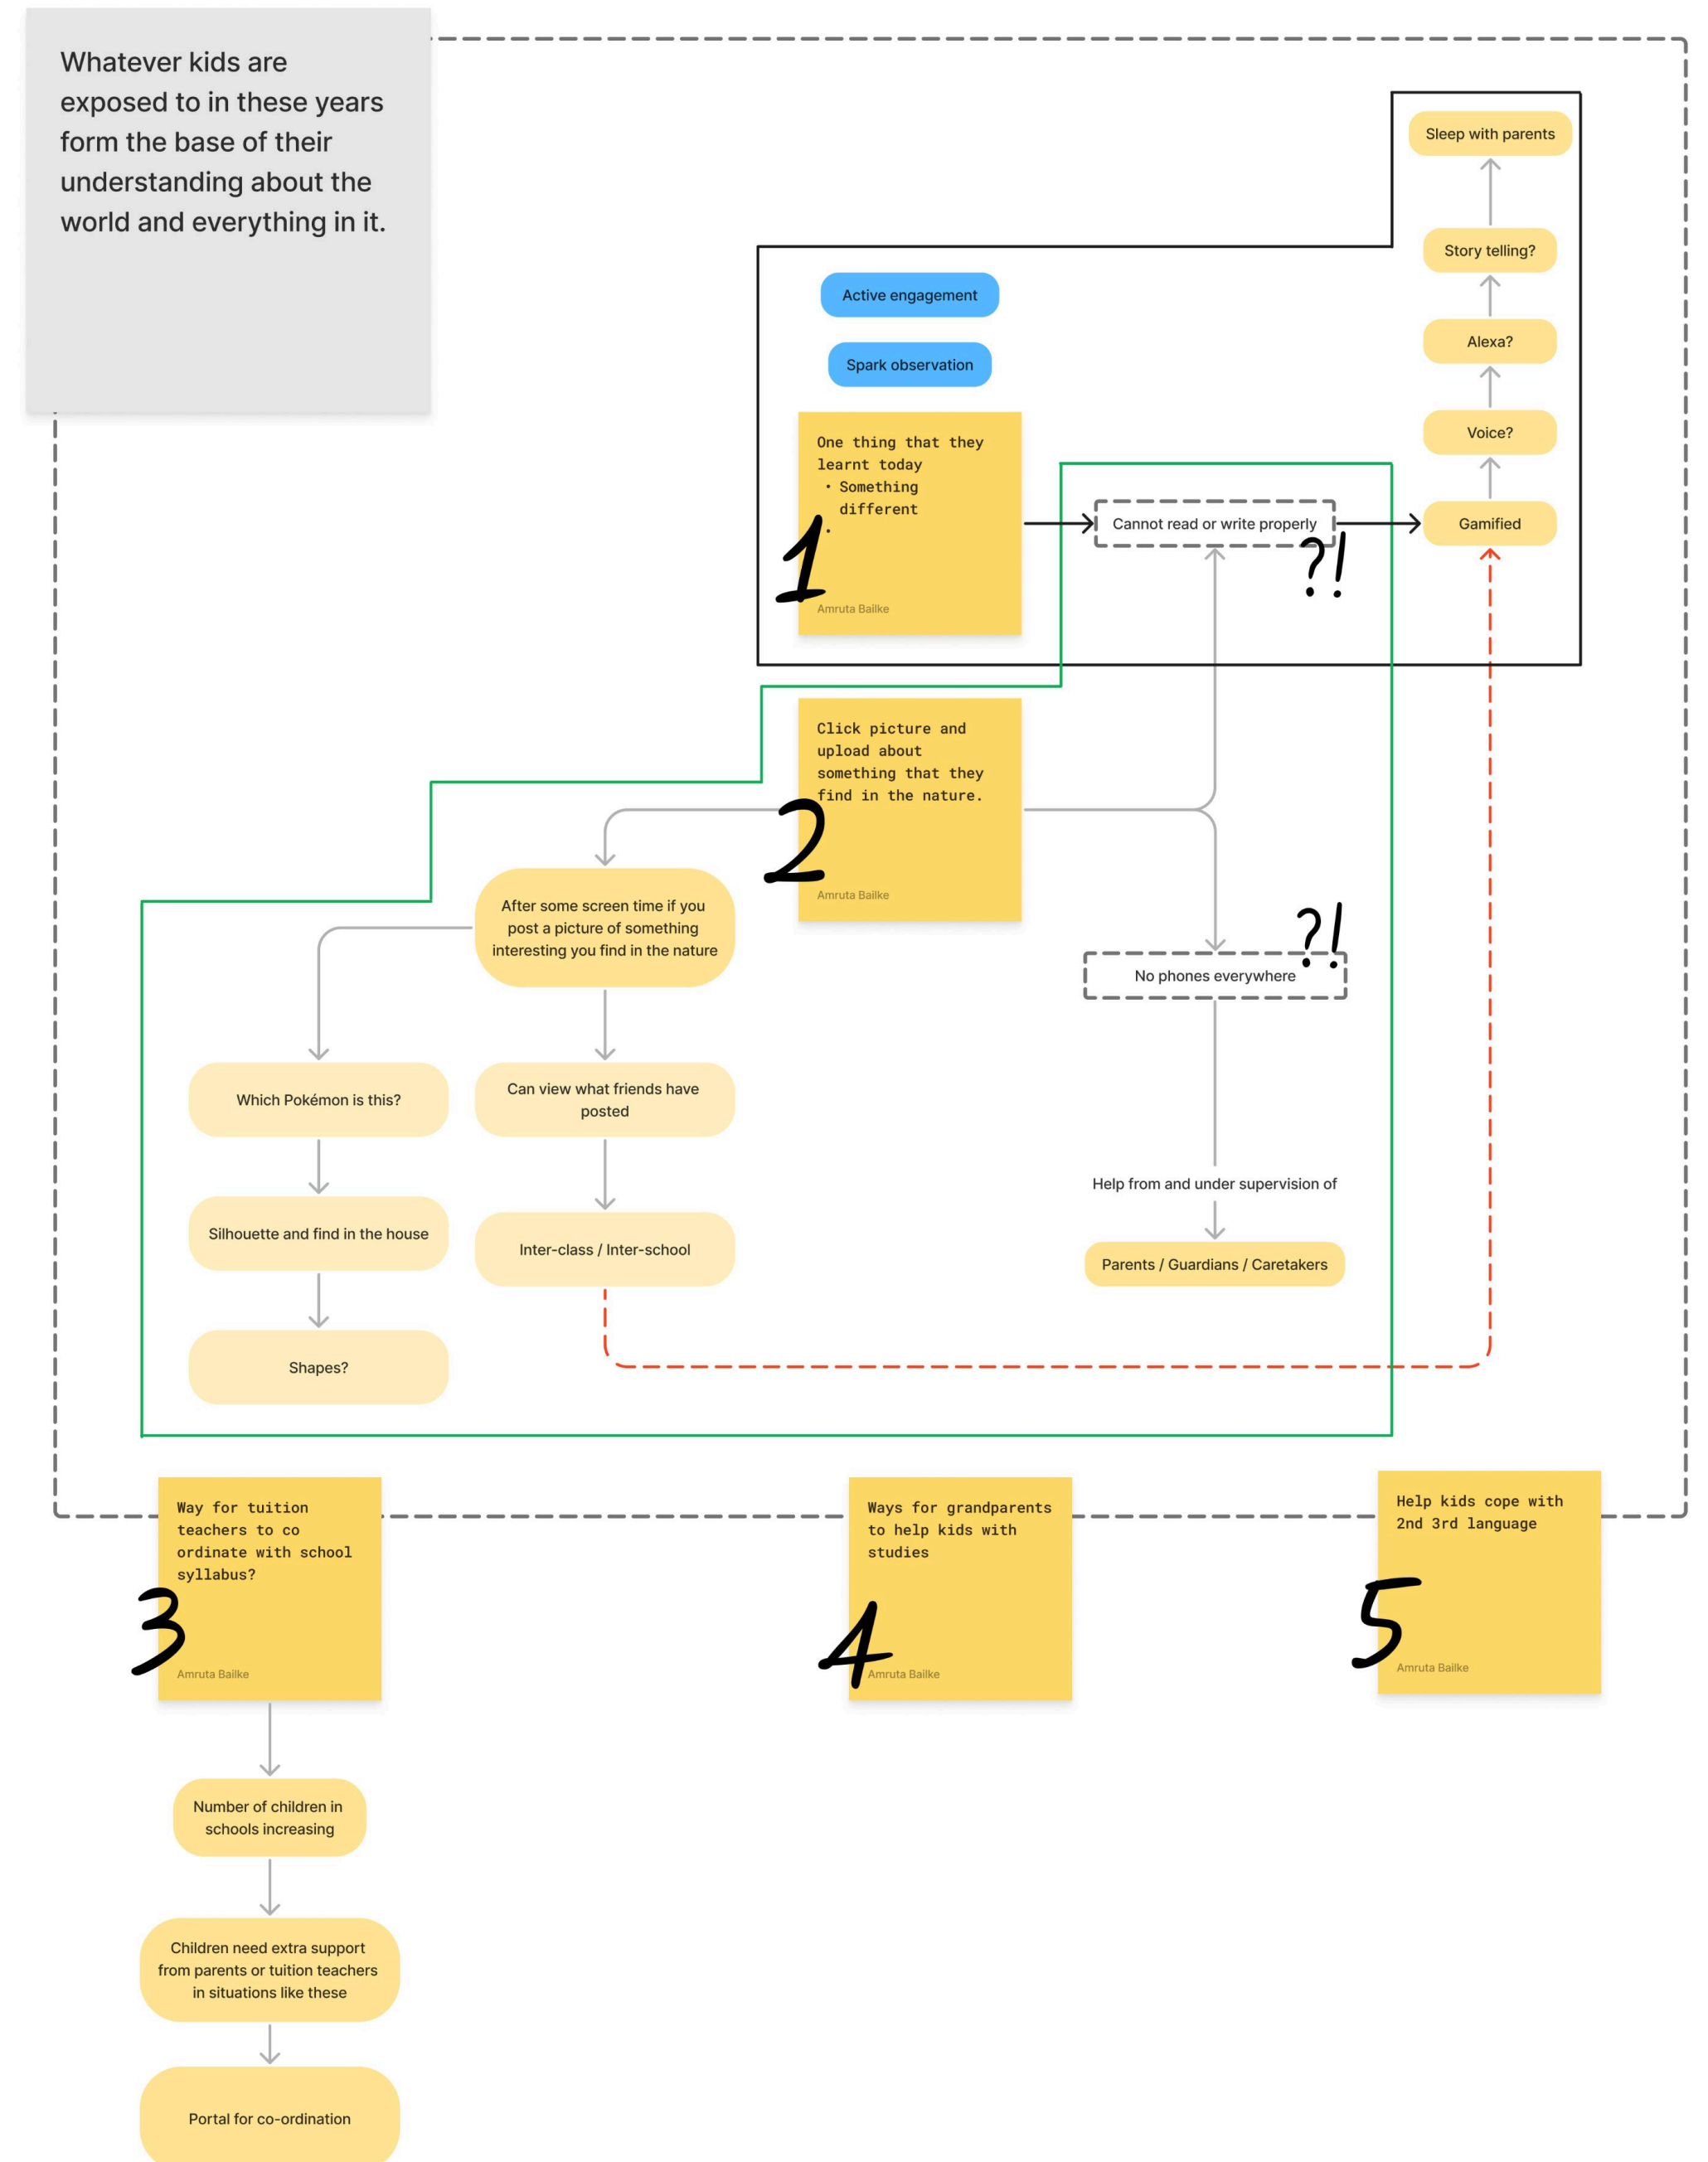 Whatever kids are
exposed to in these years
form the base of their
understanding about the
world and everything in it.
Sleep with parents
Story telling?
Alexa?
Voice?
Gamified
Active engagement
Spark observation
One thing that they
learnt today
• Something
different
•
Amruta Bailke
1
Cannot read or write properly
?!
Click picture and
upload about
something that they
find in the nature.
Amruta Bailke
2
After some screen time if you
post a picture of something
interesting you find in the nature
Which Pokémon is this?
Silhouette and find in the house
Shapes?
Can view what friends have
posted
Inter-class / Inter-school
?!
No phones everywhere
Help from and under supervision of
Parents / Guardians / Caretakers
Way for tuition
teachers to co
ordinate with school
syllabus?
Amruta Bailke
3
Number of children in
schools increasing
Children need extra support
from parents or tuition teachers
in situations like these
Portal for co-ordination
Ways for grandparents
to help kids with
studies
Amruta Bailke
4
Help kids cope with
2nd 3rd language
Amruta Bailke
5